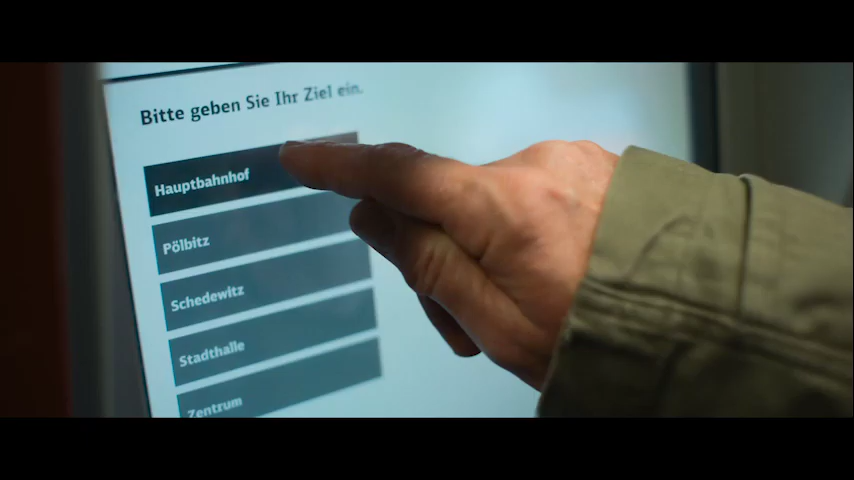 Bitte geben Sie Ihr Ziel ein.
Hauptbahnhof
Pölbitz
Schedewitz
Stadthalle
Zentrum